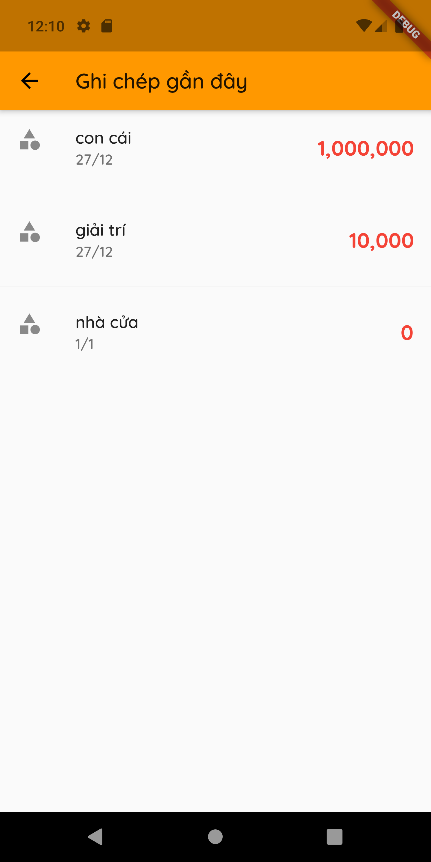 12:10
DEBUG
Ghi chép gần đây
con cái
1,000,000
27/12
giải trí
10,000
27/12
nhà cửa
0
1/1